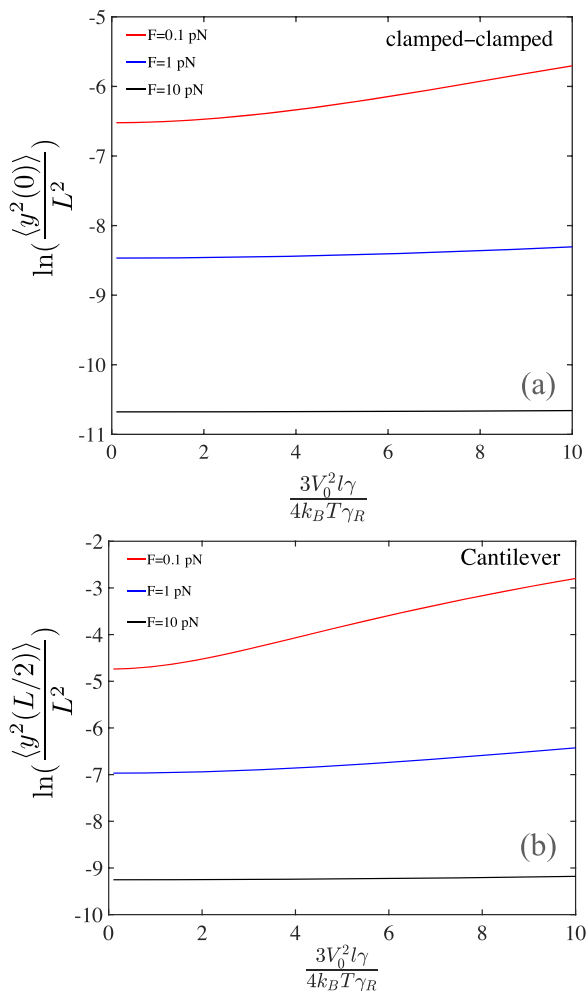 -5
F=0.1 pN
clamped-clamped
F=1 pN
-6
F=10 pN
-7
ln(⟨y²(0)⟩/L²)
-8
-9
-10
(a)
-11
0 2 4 6 8 10
3V₀²lγ
4k_BTγ_R
-2
F=0.1 pN
Cantilever
-3
F=1 pN
F=10 pN
-4
-5
ln(⟨y²(L/2)⟩/L²)
-6
-7
-8
(b)
-9
-10
0 2 4 6 8 10
3V₀²lγ
4k_BTγ_R